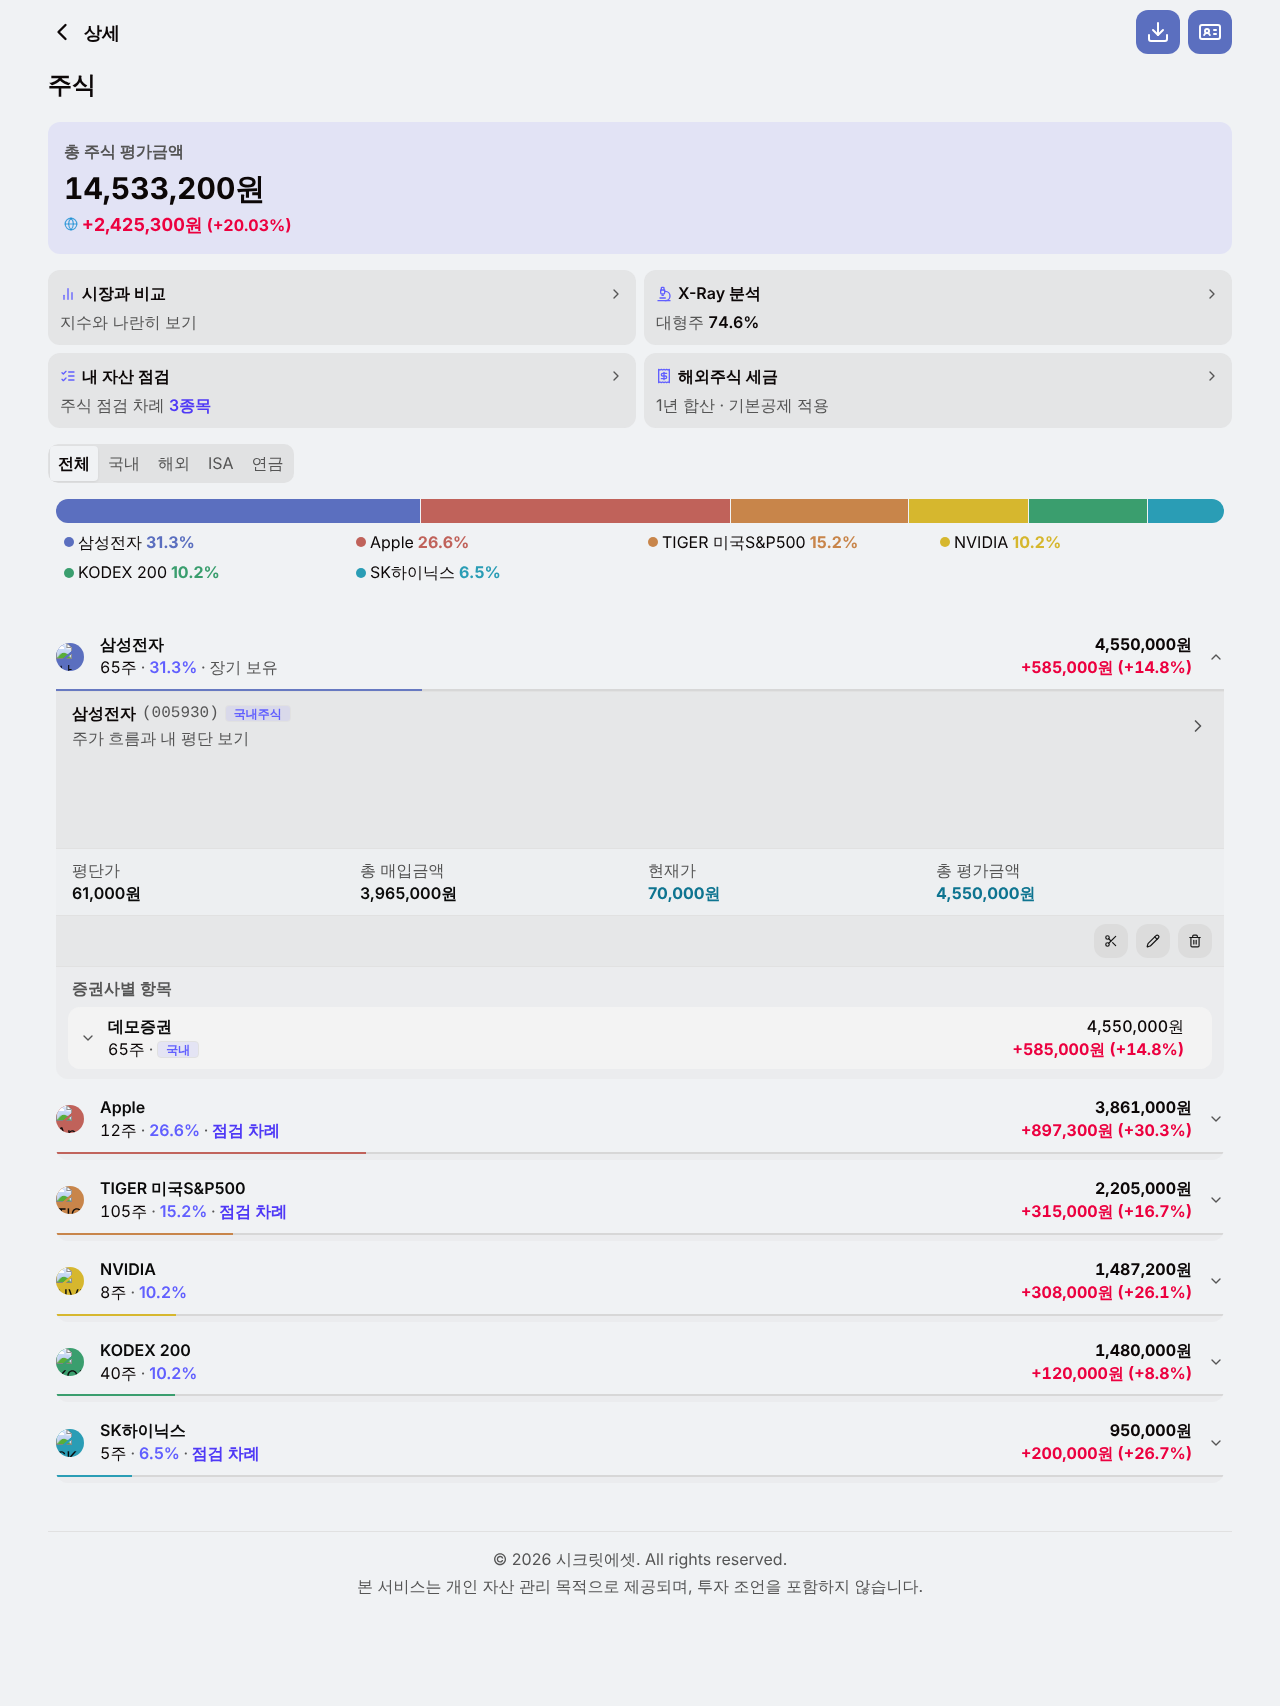 상세
주식
총 주식 평가금액
14,533,200원
+2,425,300원 (+20.03%)
시장과 비교
지수와 나란히 보기
X-Ray 분석
대형주 74.6%
내 자산 점검
주식 점검 차례 3종목
해외주식 세금
1년 합산 · 기본공제 적용
전체 국내 해외 ISA 연금
삼성전자 31.3% Apple 26.6% TIGER 미국S&P500 15.2% NVIDIA 10.2%
KODEX 200 10.2% SK하이닉스 6.5%
삼성전자 4,550,000원
65주 · 31.3% · 장기 보유 +585,000원 (+14.8%)
삼성전자 (005930) 국내주식
주가 흐름과 내 평단 보기
평단가 총 매입금액 현재가 총 평가금액
61,000원 3,965,000원 70,000원 4,550,000원
증권사별 항목
데모증권 4,550,000원
65주 · 국내 +585,000원 (+14.8%)
Apple 3,861,000원
12주 · 26.6% · 점검 차례 +897,300원 (+30.3%)
TIGER 미국S&P500 2,205,000원
105주 · 15.2% · 점검 차례 +315,000원 (+16.7%)
NVIDIA 1,487,200원
8주 · 10.2% +308,000원 (+26.1%)
KODEX 200 1,480,000원
40주 · 10.2% +120,000원 (+8.8%)
SK하이닉스 950,000원
5주 · 6.5% · 점검 차례 +200,000원 (+26.7%)
© 2026 시크릿에셋. All rights reserved.
본 서비스는 개인 자산 관리 목적으로 제공되며, 투자 조언을 포함하지 않습니다.